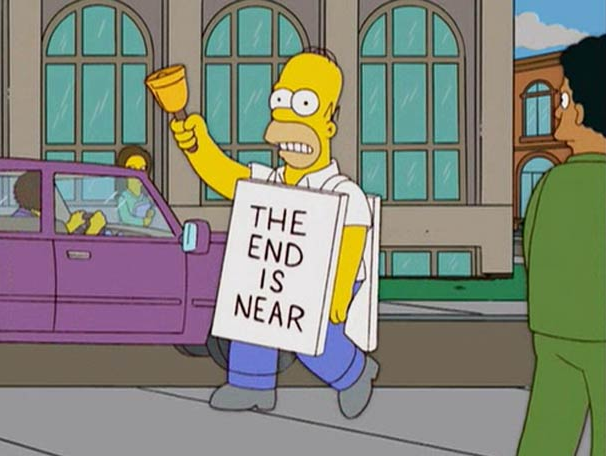 THE
END
IS
NEAR